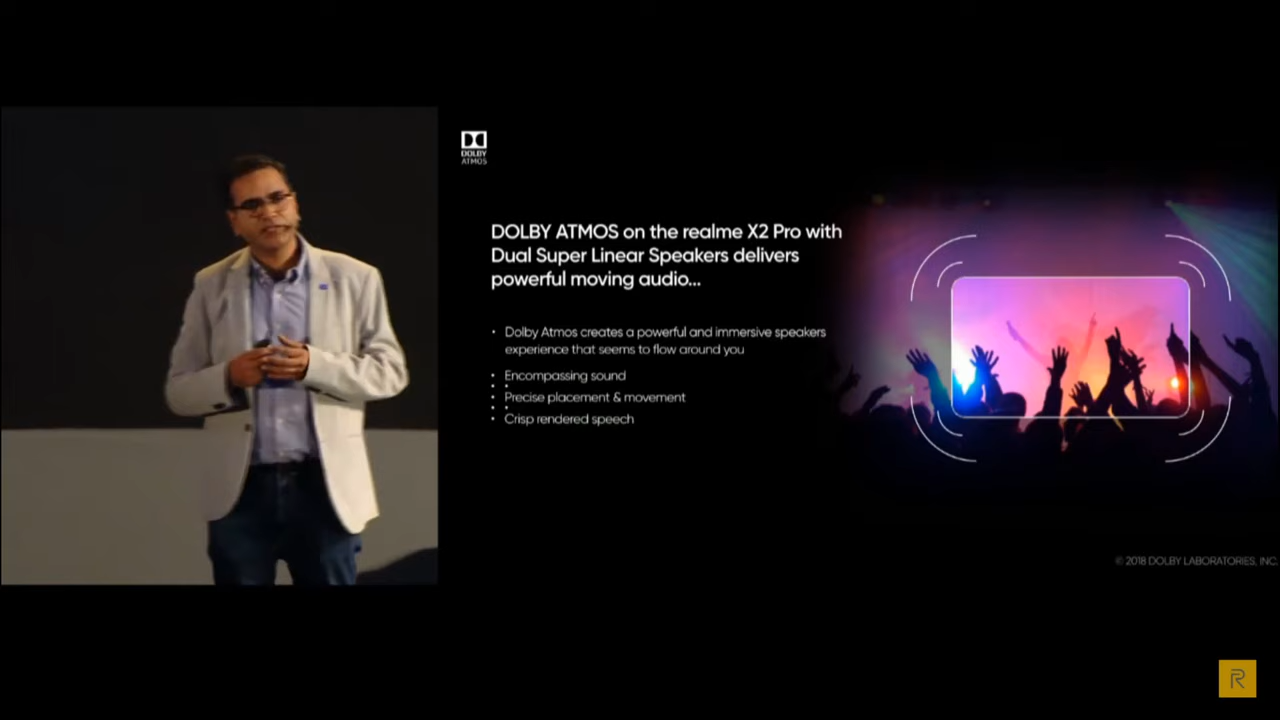 DOLBY
ATMOS
DOLBY ATMOS on the realme X2 Pro with
Dual Super Linear Speakers delivers
powerful moving audio...
• Dolby Atmos creates a powerful and immersive speakers
experience that seems to flow around you
• Encompassing sound
• Precise placement & movement
• Crisp rendered speech
© 2018 DOLBY LABORATORIES, INC.
R